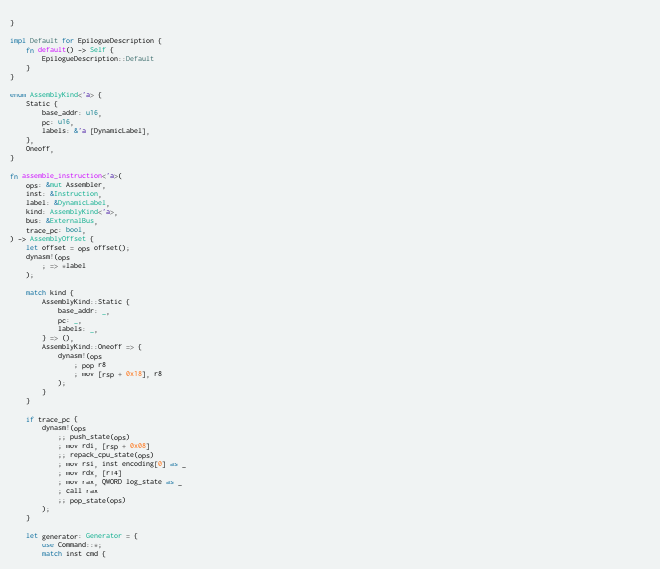 }
impl Default for EpilogueDescription {
    fn default() -> Self {
        EpilogueDescription::Default
    }
}
enum AssemblyKind<'a> {
    Static {
        base_addr: u16,
        pc: u16,
        labels: &'a [DynamicLabel],
    },
    Oneoff,
}
fn assemble_instruction<'a>(
    ops: &mut Assembler,
    inst: &Instruction,
    label: &DynamicLabel,
    kind: AssemblyKind<'a>,
    bus: &ExternalBus,
    trace_pc: bool,
) -> AssemblyOffset {
    let offset = ops offset();
    dynasm!(ops
        ; => *label
    );
    match kind {
        AssemblyKind::Static {
            base_addr: _,
            pc: _,
            labels: _,
        } => (),
        AssemblyKind::Oneoff => {
            dynasm!(ops
                ; pop r8
                ; mov [rsp + 0x18], r8
            );
        }
    }
    if trace_pc {
        dynasm!(ops
            ;; push_state(ops)
            ; mov rdi, [rsp + 0x08]
            ;; repack_cpu_state(ops)
            ; mov rsi, inst encoding[0] as _
            ; mov rdx, [r14]
            ; mov rax, QWORD log_state as _
            ; call rax
            ;; pop_state(ops)
        );
    }
    let generator: Generator = {
        use Command::*;
        match inst cmd {